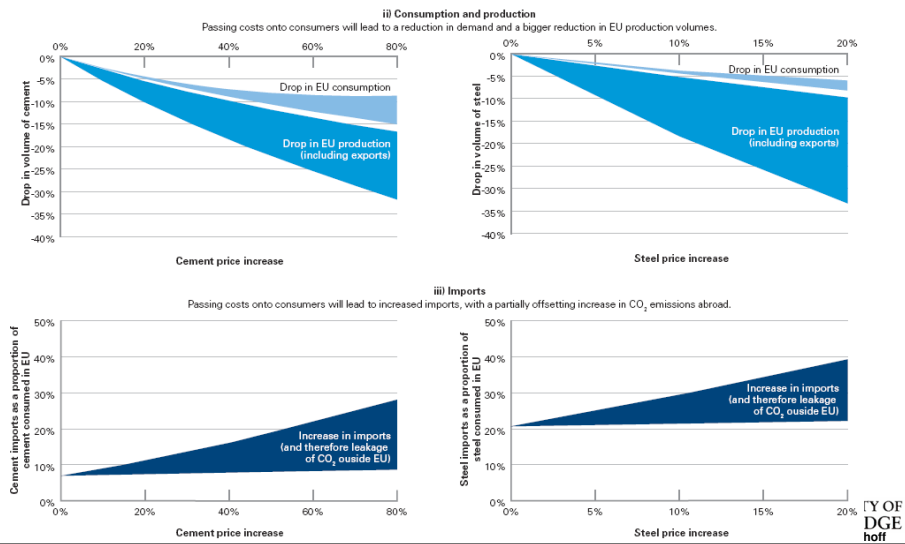 ii) Consumption and production
Passing costs onto consumers will lead to a reduction in demand and a bigger reduction in EU production volumes.
0% 20% 40% 60% 80%
Drop in volume of cement
0%
-5%
-10%
-15%
-20%
-25%
-30%
-35%
-40%
Drop in EU consumption
Drop in EU production
(including exports)
Cement price increase
0% 5% 10% 15% 20%
Drop in volume of steel
0%
-5%
-10%
-15%
-20%
-25%
-30%
-35%
-40%
Drop in EU consumption
Drop in EU production
(including exports)
Steel price increase
iii) Imports
Passing costs onto consumers will lead to increased imports, with a partially offsetting increase in CO₂ emissions abroad.
Cement imports as a proportion of
cement consumed in EU
50%
40%
30%
20%
10%
0%
Increase in imports
(and therefore leakage
of CO₂ ouside EU)
0% 20% 40% 60% 80%
Cement price increase
Steel imports as a proportion of
steel consumed in EU
50%
40%
30%
20%
10%
0%
Increase in imports
(and therefore leakage
of CO₂ ouside EU)
0% 5% 10% 15% 20%
Steel price increase
TY OF
DGE
hoff